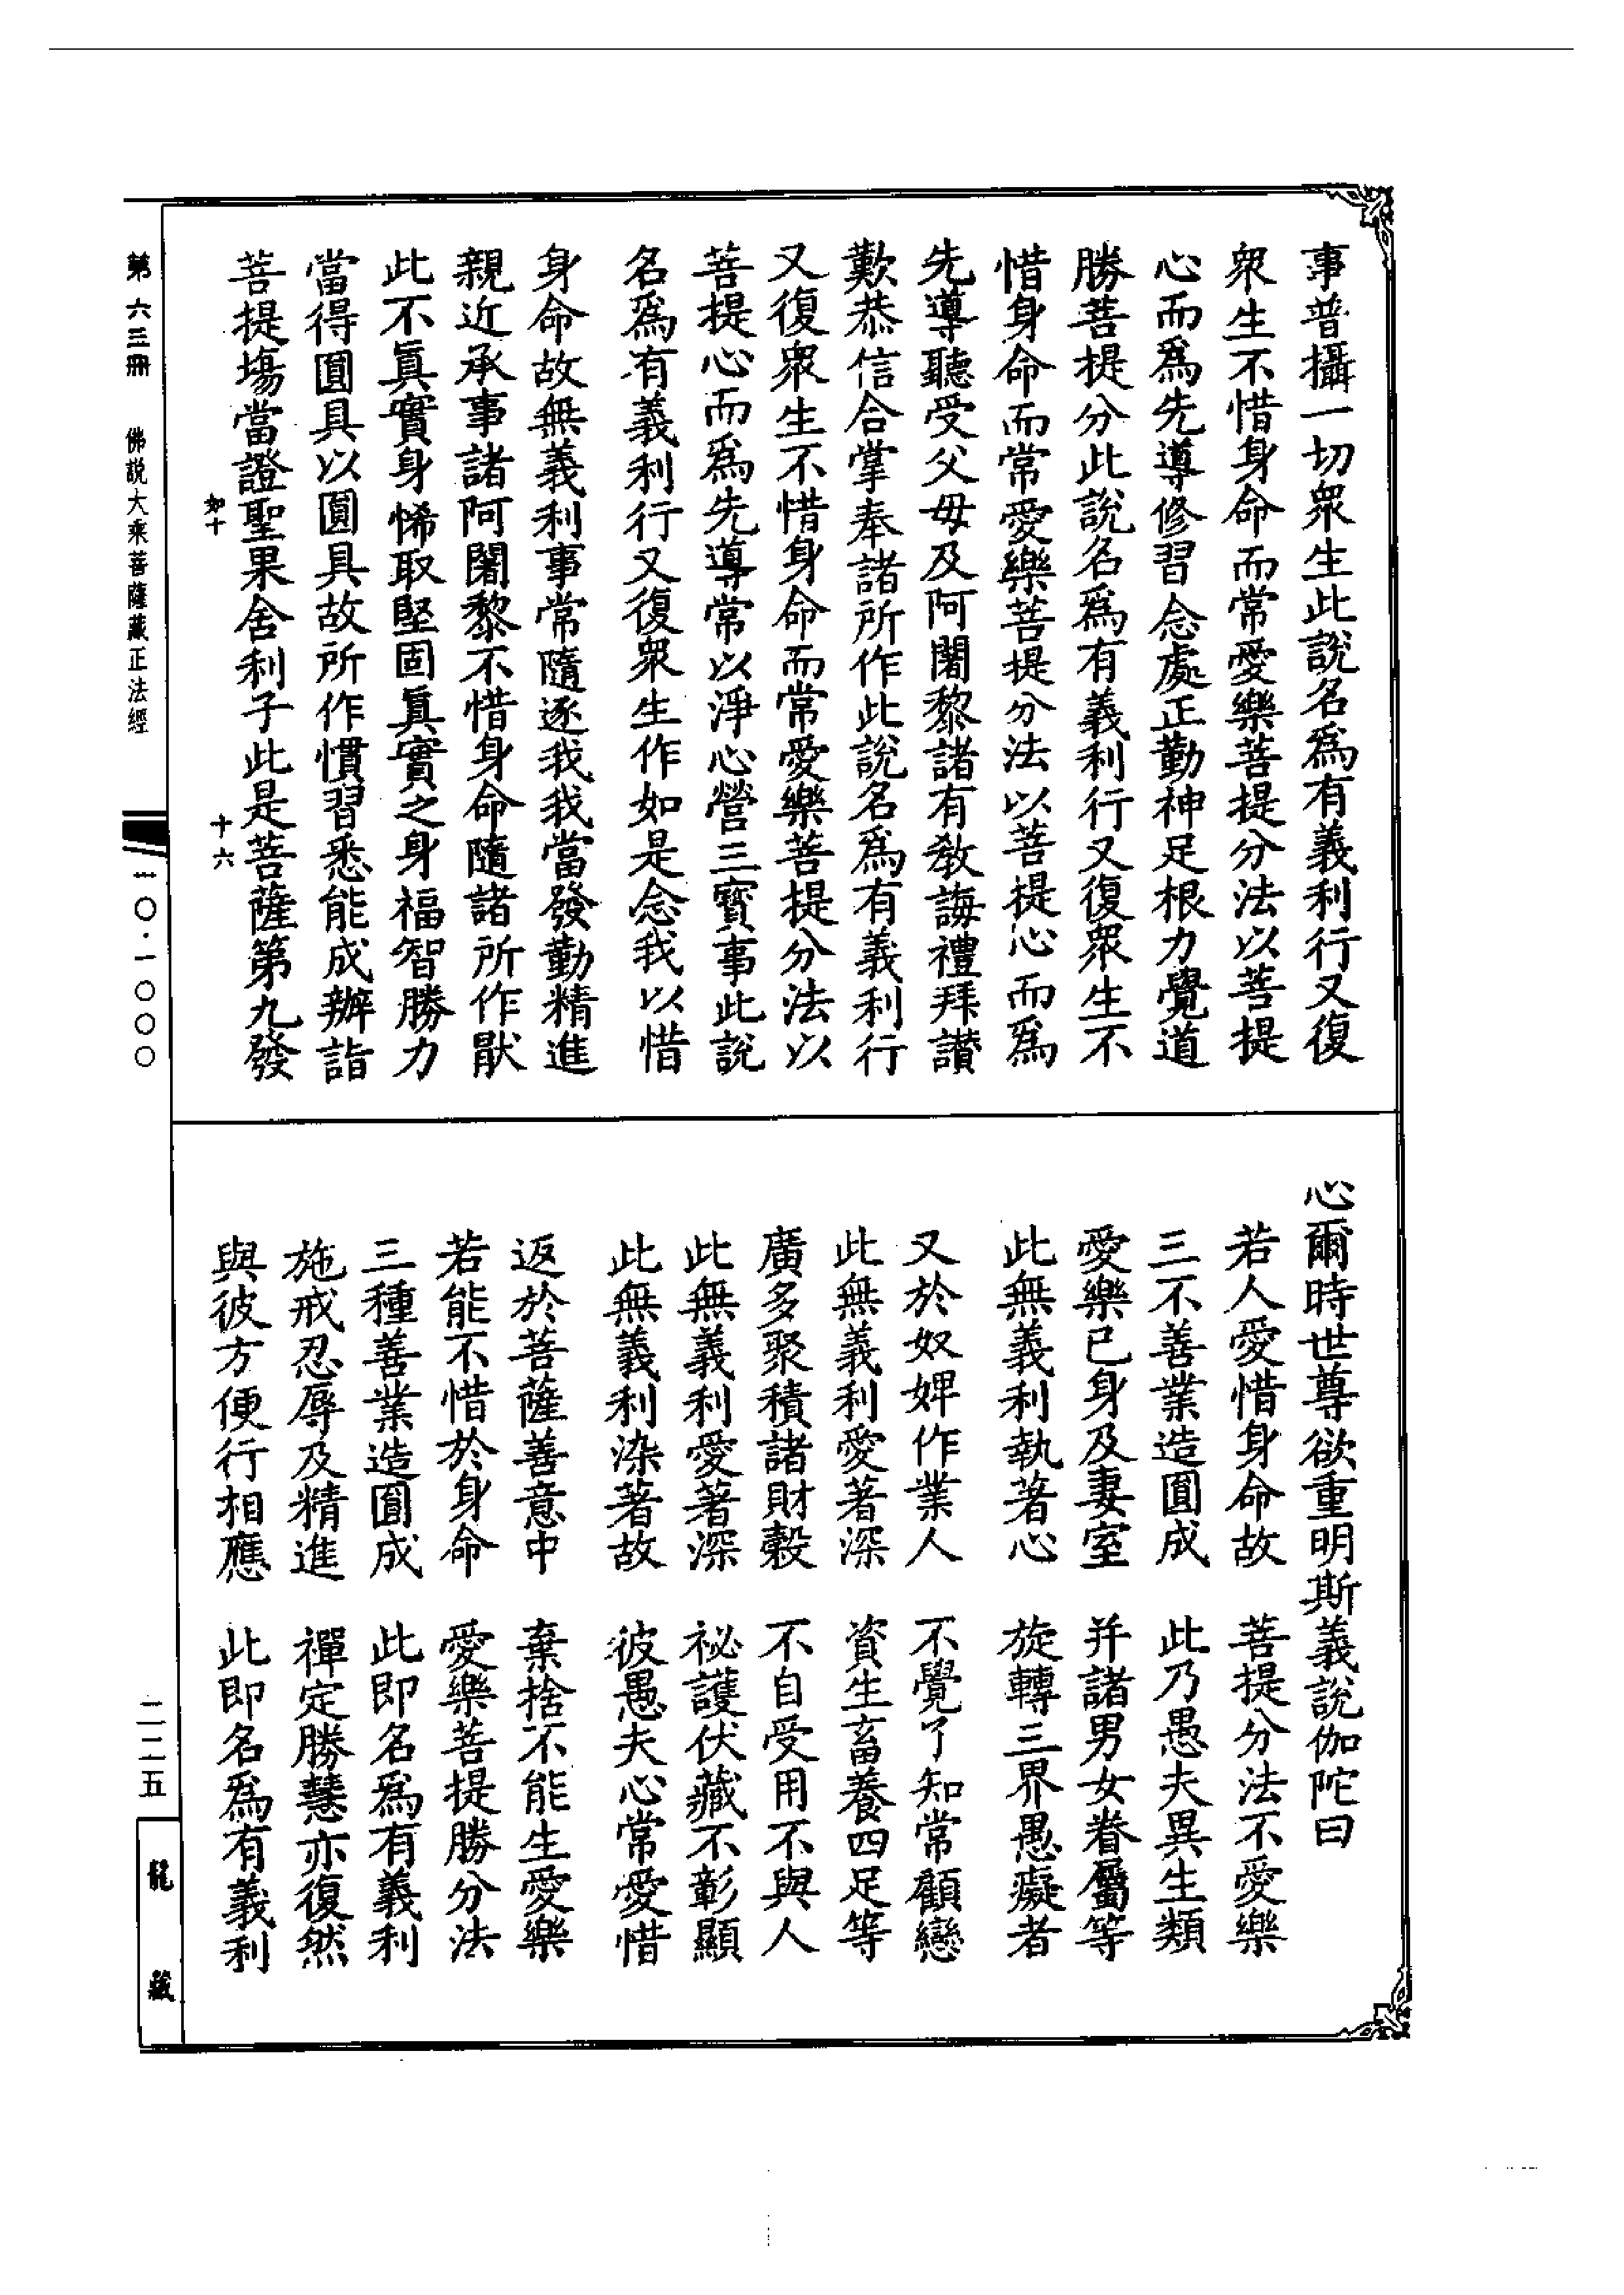 事普攝一切衆生此說名爲有義利行又復
衆生不惜身命而常愛樂菩提分法以菩提
心而爲先導修習念處正勤神足根力覺道
勝菩提分此說名爲有義利行又復衆生不
惜身命而常愛樂菩提分法以菩提心而爲
先導聽受父母及阿闍黎諸有教誨禮拜讃
歎恭信合掌奉諸所作此說名爲有義利行
又復衆生不惜身命而常愛樂菩提分法以
菩提心而爲先導常以淨心營三寳事此說
名爲有義利行又復衆生作如是念我以惜
身命故無義利事常隨逐我我當發勤精進
親近承事諸阿闍黎不惜身命隨諸所作猒
此不眞實身悕取堅固眞實之身福智勝力
當得圓具以圓具故所作慣習悉能成辦詣
菩提塲當證聖果舍利子此是菩薩第九發
如十
十六
心爾時世尊欲重明斯義說伽陀曰
若人愛惜身命故　菩提分法不愛樂
三不善業造圓成　此乃愚夫異生類
愛樂已身及妻室　幷諸男女眷屬等
此無義利執著心　旋轉三界愚癡者
又於奴婢作業人　不覺了知常顧戀
此無義利愛著深　資生畜養四足等
廣多聚積諸財穀　不自受用不與人
此無義利愛著深　祕護伏藏不彰顯
此無義利染著故　彼愚夫心常愛惜
返於菩薩善意中　棄捨不能生愛樂
若能不惜於身命　愛樂菩提勝分法
三種善業造圓成　此即名爲有義利
施戒忍辱及精進　禪定勝慧亦復然
與彼方便行相應　此即名爲有義利
第六三冊　佛説大乘菩薩藏正法經
一〇·一〇〇〇
二二五
龍藏